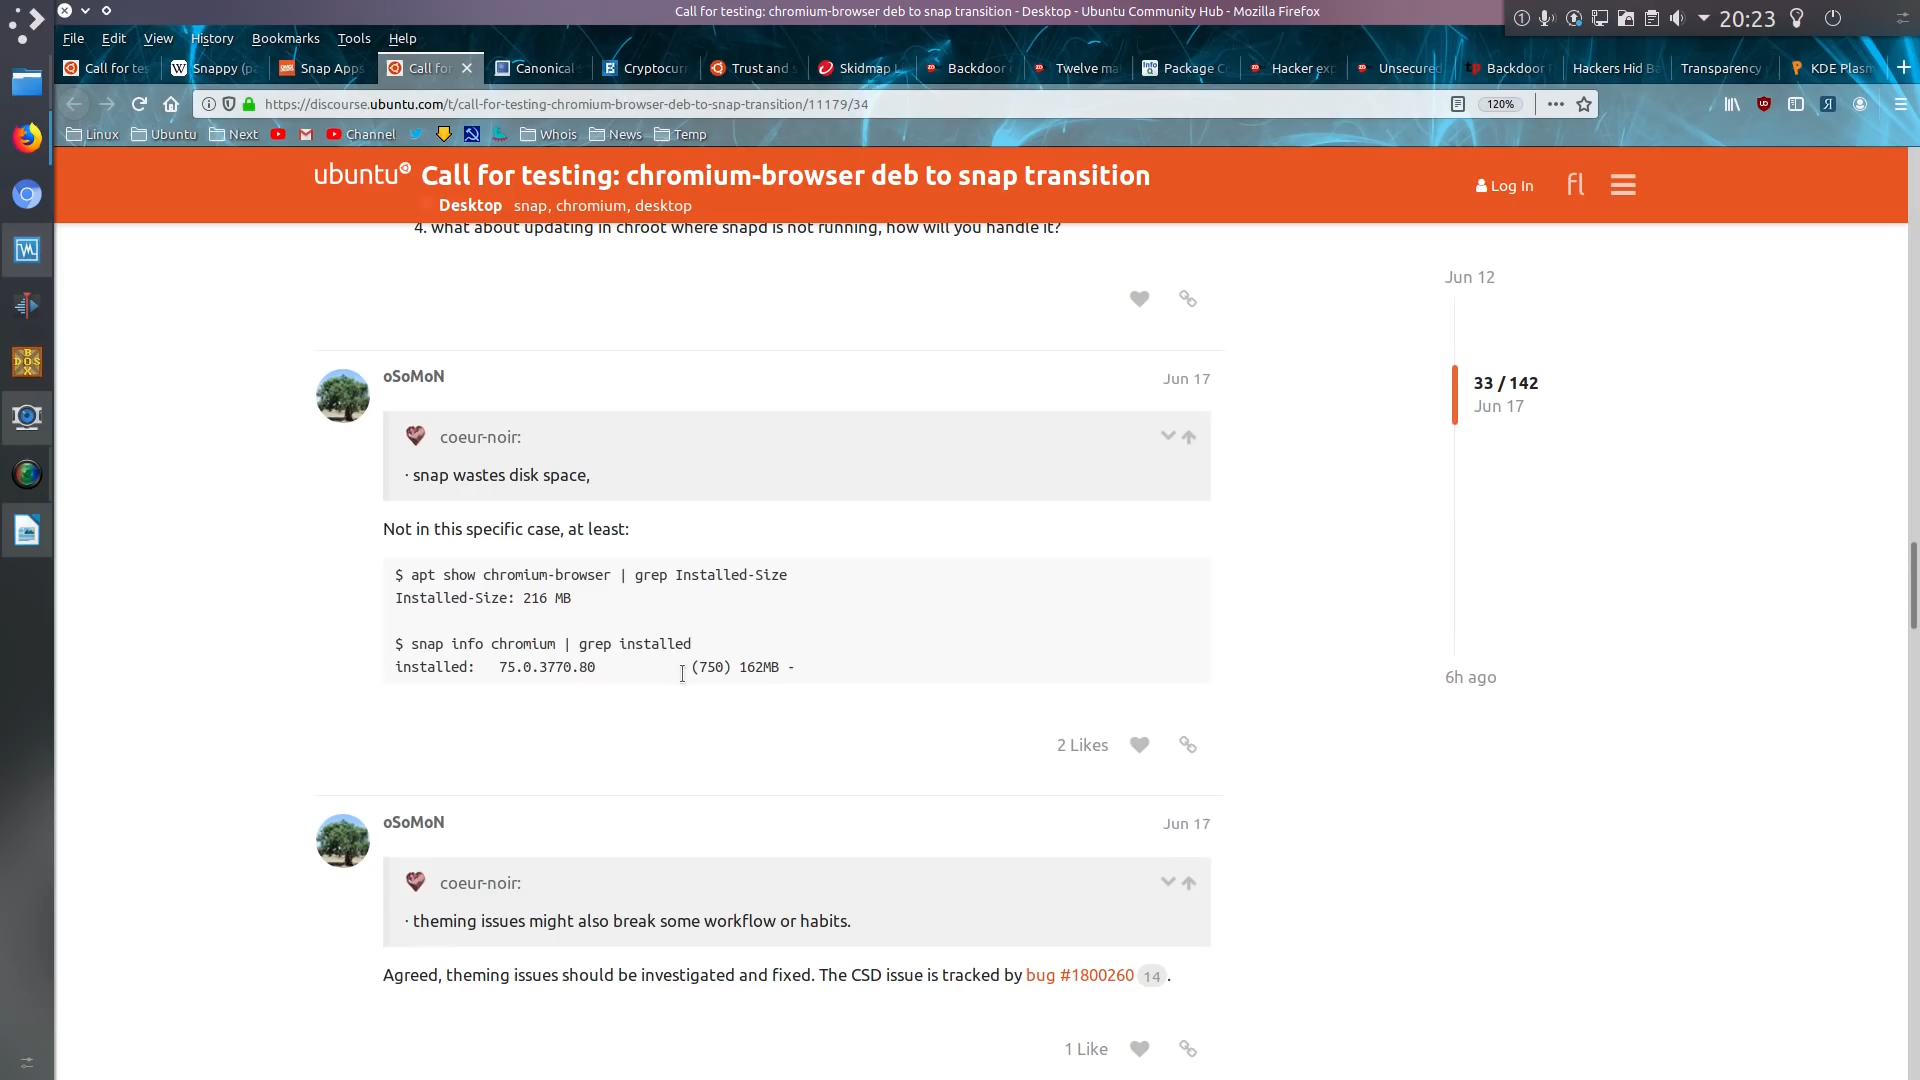 Call for testing: chromium-browser deb to snap transition - Desktop - Ubuntu Community Hub - Mozilla Firefox
20:23
File Edit View History Bookmarks Tools Help
Call for tes
Snappy (pa
Snap Apps
Call for
Canonical
Cryptocurr
Trust and s
Skidmap L
Backdoor
Twelve ma
Package C
Hacker exp
Unsecured
Backdoor
Hackers Hid Ba
Transparency
KDE Plasm
https://discourse.ubuntu.com/t/call-for-testing-chromium-browser-deb-to-snap-transition/11179/34
120%
Linux Ubuntu Next Channel Whois News Temp
ubuntu Call for testing: chromium-browser deb to snap transition
Desktop snap, chromium, desktop
Log In
4. what about updating in chroot where snapd is not running, how will you handle it?
Jun 12
33 / 142
Jun 17
6h ago
oSoMoN
Jun 17
coeur-noir:
· snap wastes disk space,
Not in this specific case, at least:
$ apt show chromium-browser | grep Installed-Size
Installed-Size: 216 MB
$ snap info chromium | grep installed
installed: 75.0.3770.80 (750) 162MB -
2 Likes
oSoMoN
Jun 17
coeur-noir:
· theming issues might also break some workflow or habits.
Agreed, theming issues should be investigated and fixed. The CSD issue is tracked by bug #1800260 14 .
1 Like